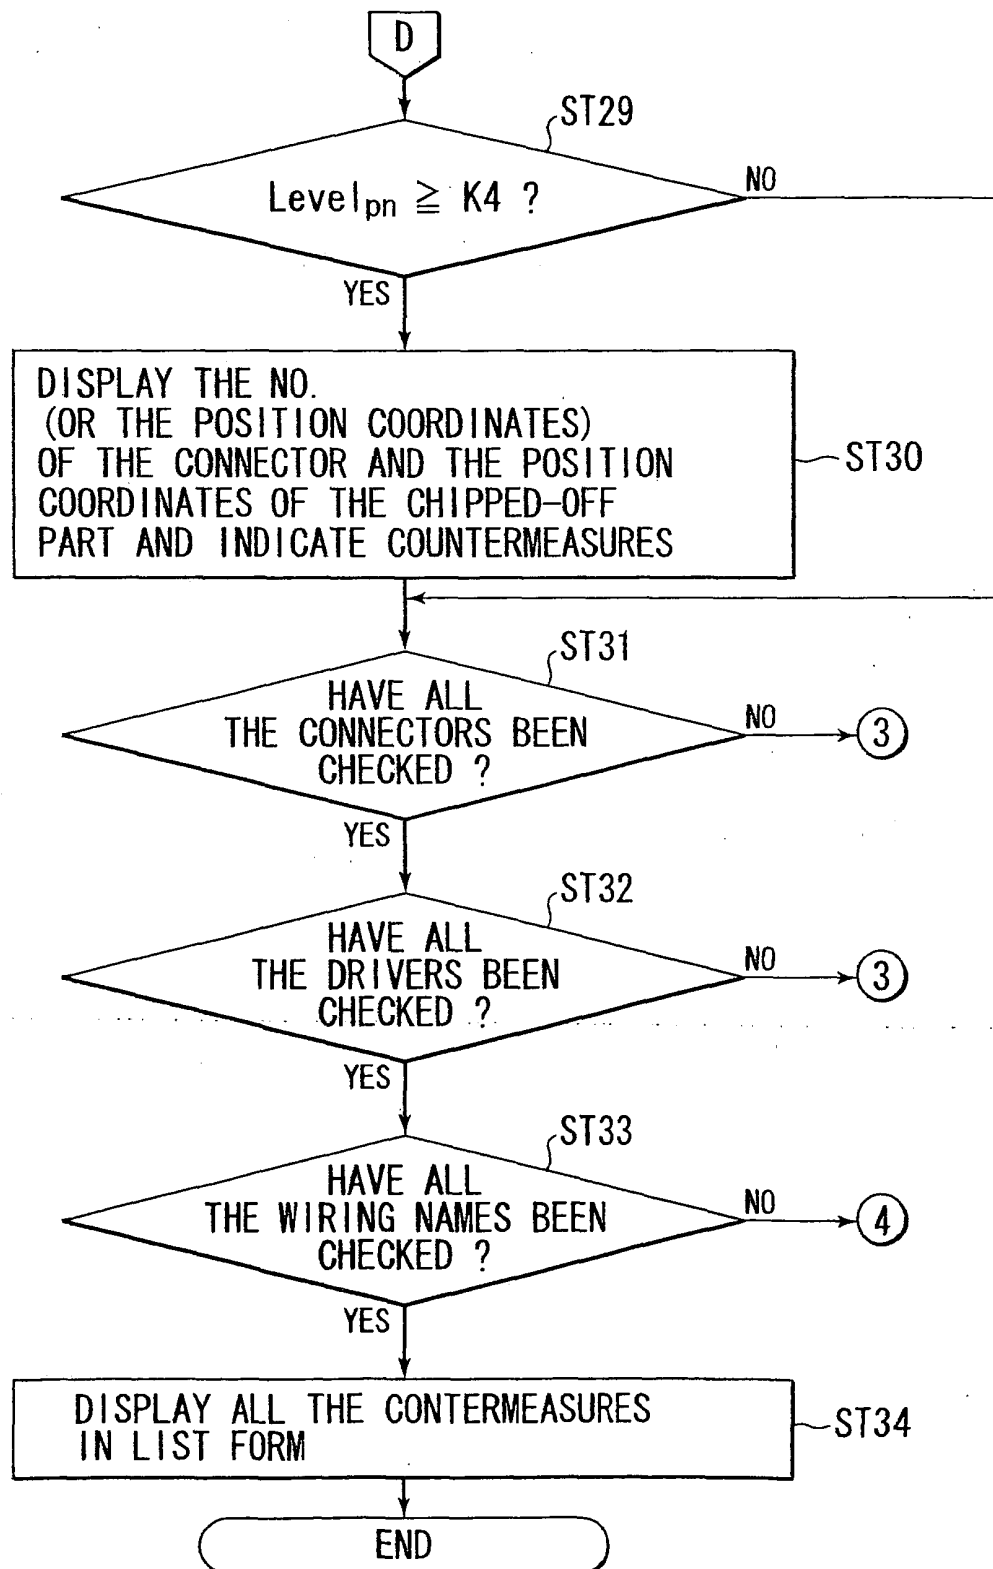 D
ST29
Levelpn ≧ K4 ?
NO
YES
DISPLAY THE NO.
(OR THE POSITION COORDINATES)
OF THE CONNECTOR AND THE POSITION
COORDINATES OF THE CHIPPED-OFF
PART AND INDICATE COUNTERMEASURES
ST30
ST31
HAVE ALL
THE CONNECTORS BEEN
CHECKED ?
NO
3
YES
ST32
HAVE ALL
THE DRIVERS BEEN
CHECKED ?
NO
3
YES
ST33
HAVE ALL
THE WIRING NAMES BEEN
CHECKED ?
NO
4
YES
DISPLAY ALL THE CONTERMEASURES
IN LIST FORM
ST34
END